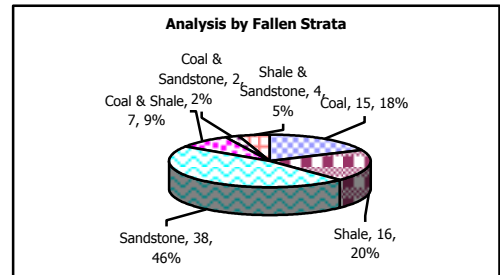 Analysis by Fallen Strata
Coal &
Sandstone, 2,
2%
Shale &
Sandstone, 4,
5%
Coal, 15, 18%
Coal & Shale,
7, 9%
Shale, 16,
20%
Sandstone, 38,
46%